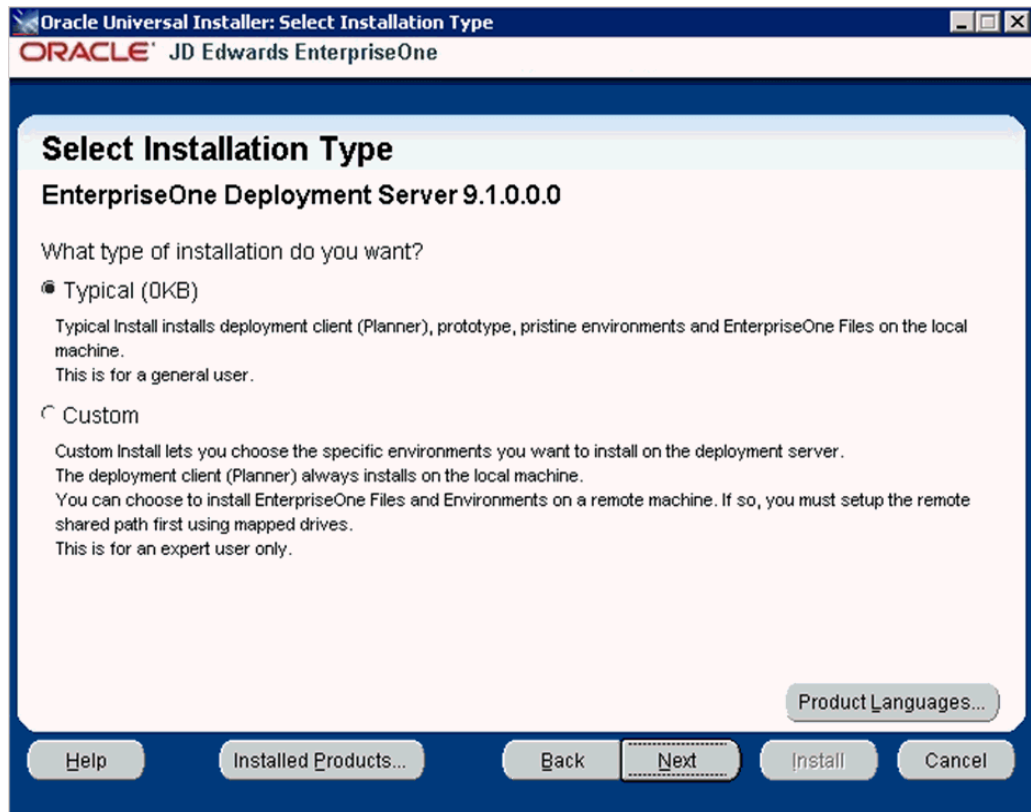 Oracle Universal Installer: Select Installation Type
ORACLE® JD Edwards EnterpriseOne
Select Installation Type
EnterpriseOne Deployment Server 9.1.0.0.0
What type of installation do you want?
Typical (0KB)
Typical Install installs deployment client (Planner), prototype, pristine environments and EnterpriseOne Files on the local
machine.
This is for a general user.
Custom
Custom Install lets you choose the specific environments you want to install on the deployment server.
The deployment client (Planner) always installs on the local machine.
You can choose to install EnterpriseOne Files and Environments on a remote machine. If so, you must setup the remote
shared path first using mapped drives.
This is for an expert user only.
Product Languages...
Help Installed Products... Back Next Install Cancel